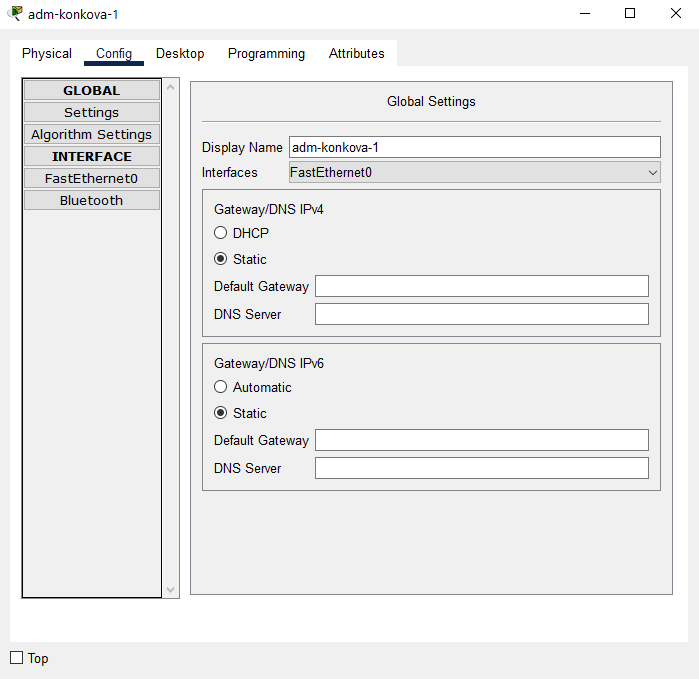 adm-konkova-1
Physical Config Desktop Programming Attributes
GLOBAL
Settings
Algorithm Settings
INTERFACE
FastEthernet0
Bluetooth
Global Settings
Display Name adm-konkova-1
Interfaces FastEthernet0
Gateway/DNS IPv4
DHCP
Static
Default Gateway
DNS Server
Gateway/DNS IPv6
Automatic
Static
Default Gateway
DNS Server
Top